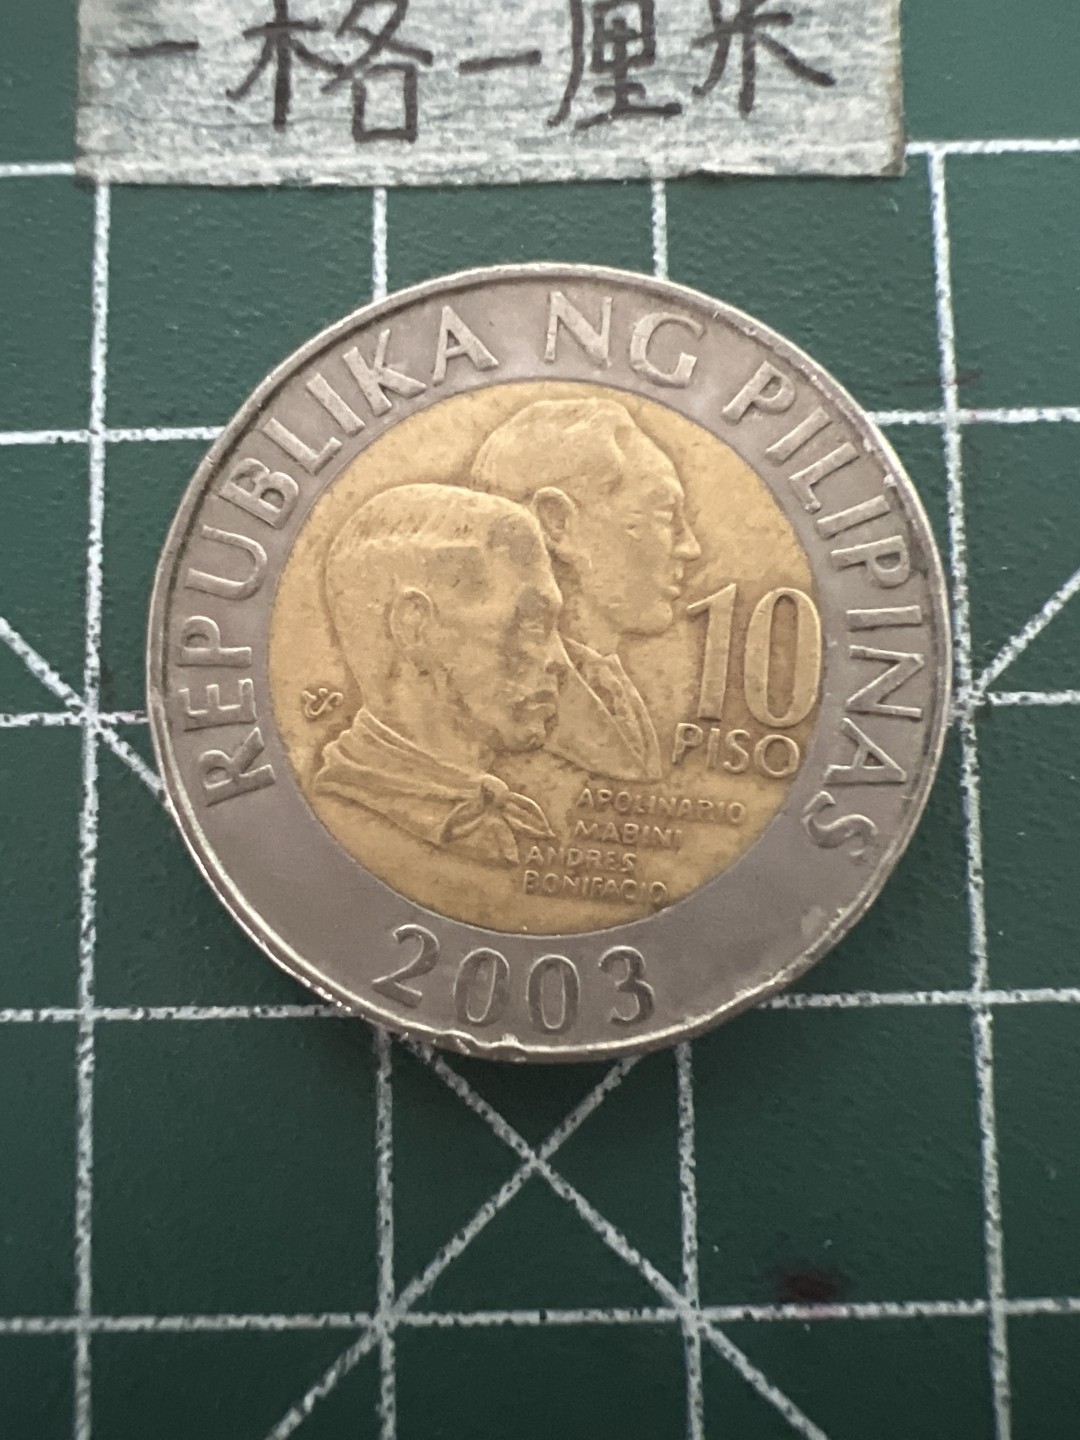 一格一厘米
REPUBLIKA NG PILIPINAS
10
PISO
APOLINARIO
MABINI
ANDRES
BONIFACIO
2003